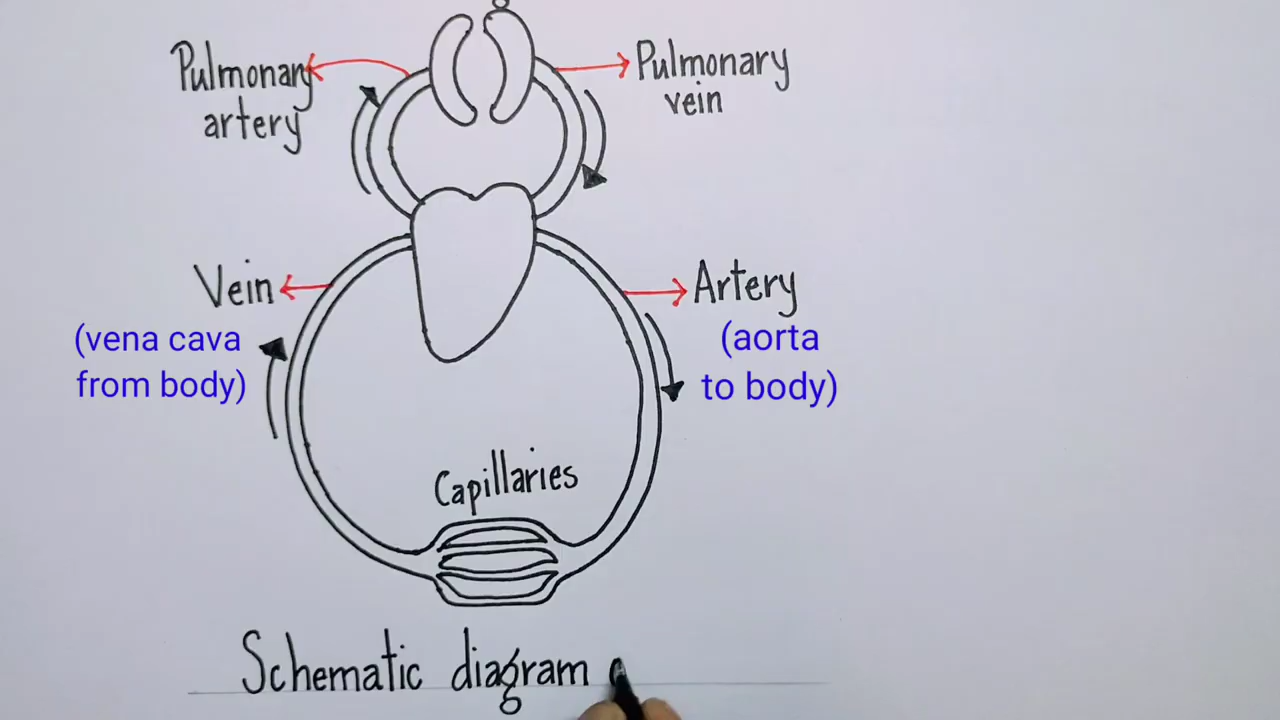 Pulmonary
artery
Pulmonary
vein
Vein
(vena cava
from body)
Artery
(aorta
to body)
Capillaries
Schematic diagram